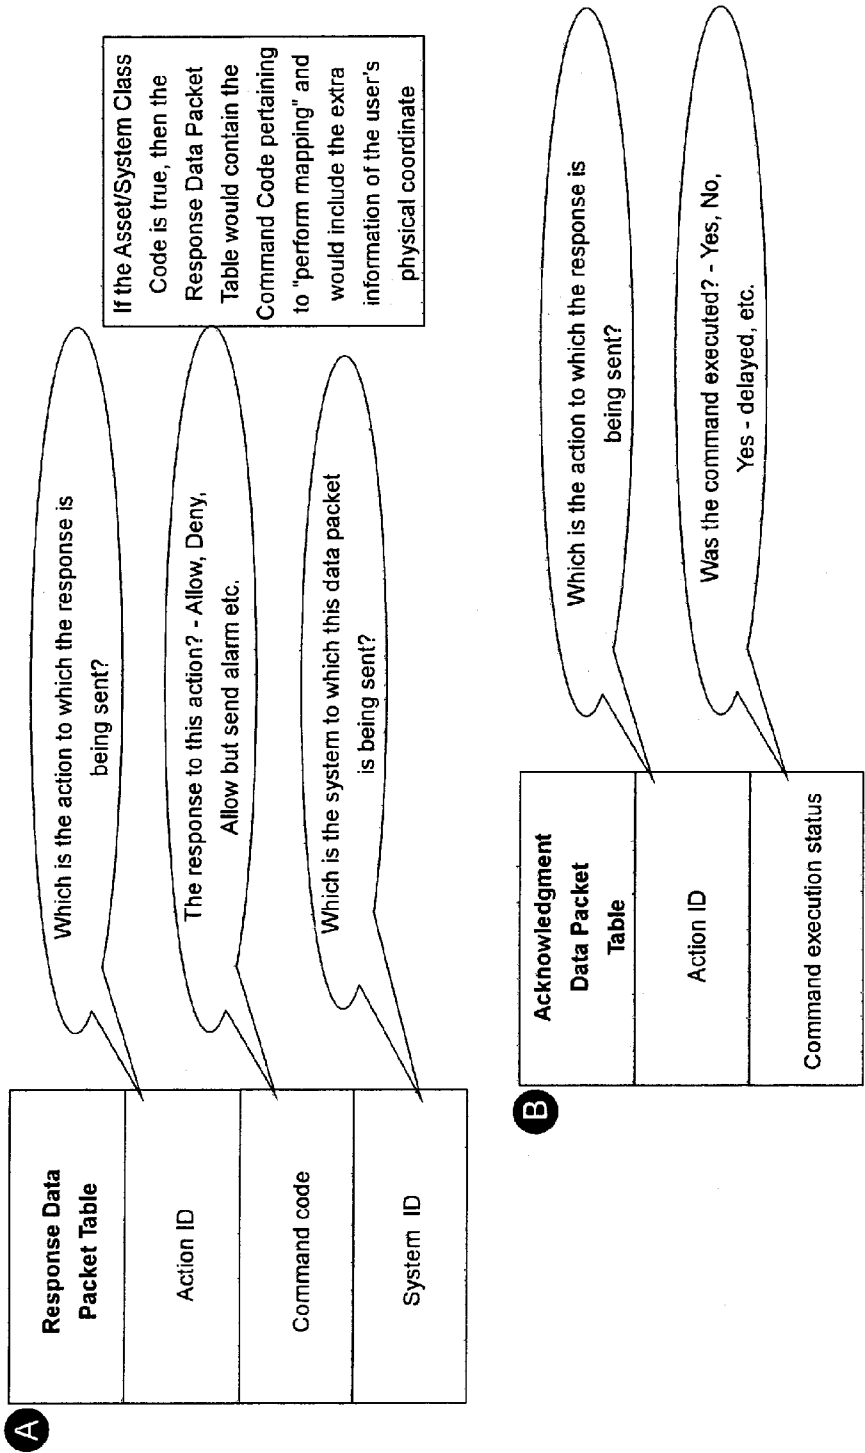 A
Response Data
Packet Table
Action ID
Command code
System ID
Which is the action to which the response is
being sent?
The response to this action? - Allow, Deny,
Allow but send alarm etc.
Which is the system to which this data packet
is being sent?
If the Asset/System Class
Code is true, then the
Response Data Packet
Table would contain the
Command Code pertaining
to "perform mapping" and
would include the extra
information of the user's
physical coordinate
B
Acknowledgment
Data Packet
Table
Action ID
Command execution status
Which is the action to which the response is
being sent?
Was the command executed? - Yes, No,
Yes - delayed, etc.